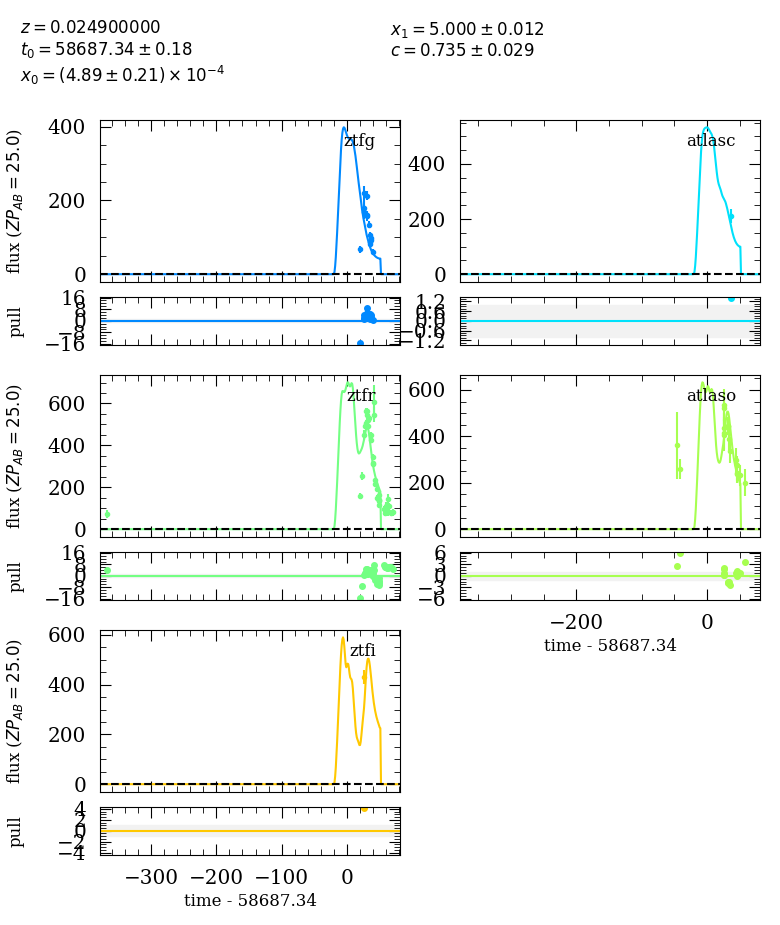 z = 0.024900000
t₀ = 58687.34 ± 0.18
x₀ = (4.89 ± 0.21) × 10⁻⁴
x₁ = 5.000 ± 0.012
c = 0.735 ± 0.029
flux (ZP_AB = 25.0)
400
200
0
ztfg
pull
16
8
0
−8
−16
400
200
0
atlasc
1.2
0.6
0.0
−0.6
−1.2
flux (ZP_AB = 25.0)
600
400
200
0
ztfr
pull
16
8
0
−8
−16
600
400
200
0
atlaso
6
3
0
−3
−6
−200 0
time - 58687.34
flux (ZP_AB = 25.0)
600
400
200
0
ztfi
pull
4
2
0
−2
−4
−300 −200 −100 0
time - 58687.34